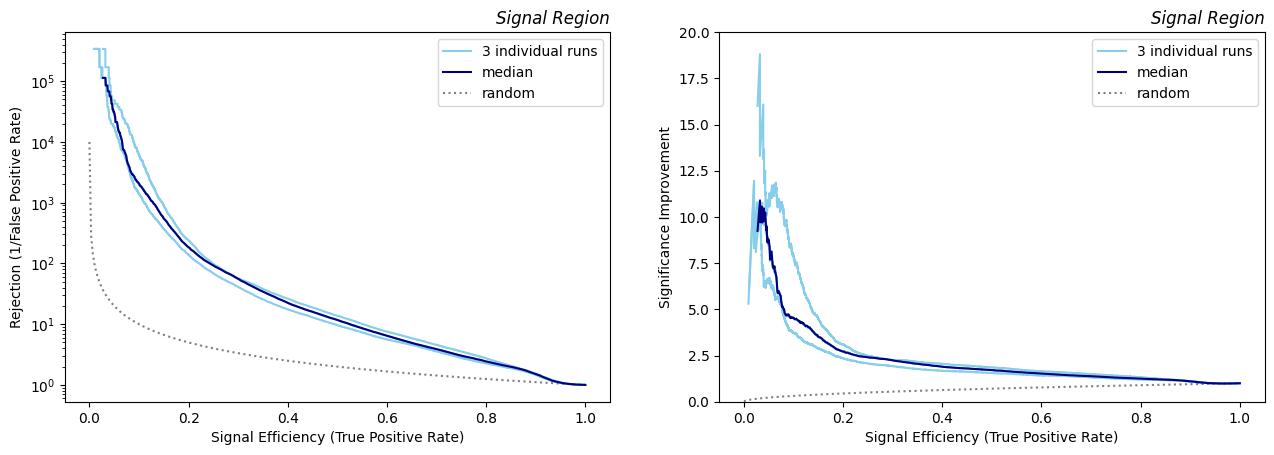 Signal Region
3 individual runs
median
random
10^5
10^4
10^3
10^2
10^1
10^0
Rejection (1/False Positive Rate)
0.0 0.2 0.4 0.6 0.8 1.0
Signal Efficiency (True Positive Rate)
Signal Region
3 individual runs
median
random
20.0
17.5
15.0
12.5
10.0
7.5
5.0
2.5
0.0
Significance Improvement
0.0 0.2 0.4 0.6 0.8 1.0
Signal Efficiency (True Positive Rate)